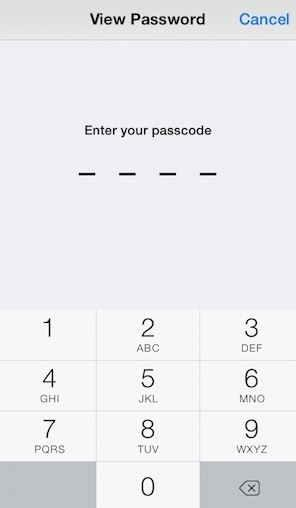 View Password Cancel
Enter your passcode
1 2 3
ABC DEF
4 5 6
GHI JKL MNO
7 8 9
PQRS TUV WXYZ
0